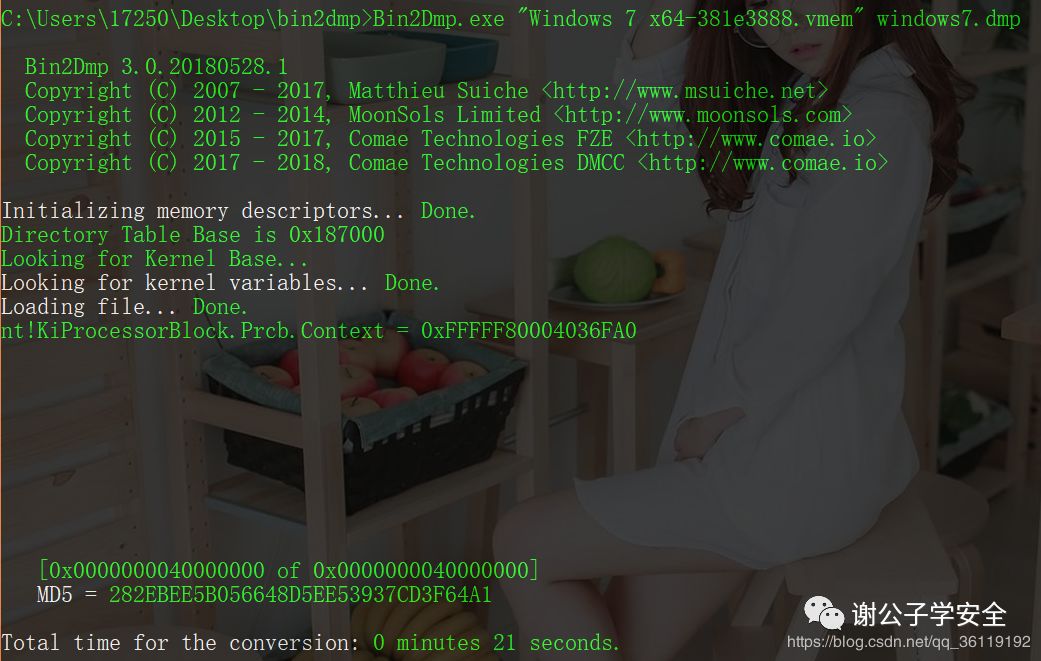 C:\Users\17250\Desktop\bin2dmp>Bin2Dmp.exe "Windows 7 x64-381e3888.vmem" windows7.dmp
Bin2Dmp 3.0.20180528.1
Copyright (C) 2007 - 2017, Matthieu Suiche <http://www.msuiche.net>
Copyright (C) 2012 - 2014, MoonSols Limited <http://www.moonsols.com>
Copyright (C) 2015 - 2017, Comae Technologies FZE <http://www.comae.io>
Copyright (C) 2017 - 2018, Comae Technologies DMCC <http://www.comae.io>
Initializing memory descriptors... Done.
Directory Table Base is 0x187000
Looking for Kernel Base...
Looking for kernel variables... Done.
Loading file... Done.
nt!KiProcessorBlock.Prcb.Context = 0xFFFFF80004036FA0
[0x0000000040000000 of 0x0000000040000000]
MD5 = 282EBEE5B056648D5EE53937CD3F64A1
Total time for the conversion: 0 minutes 21 seconds.
谢公子学安全
https://blog.csdn.net/qq_36119192